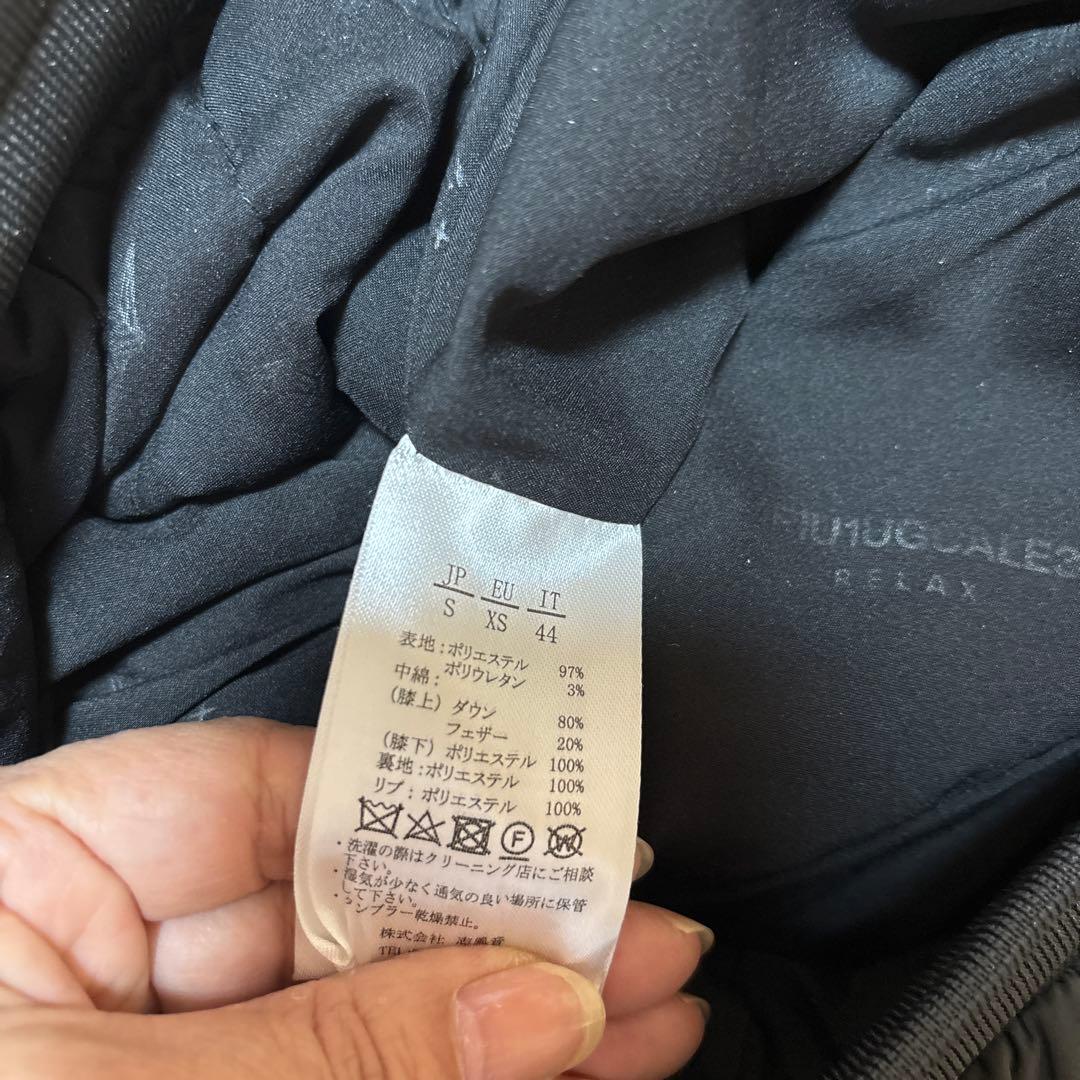 JP EU IT
S XS 44
表地:ポリエステル 97%
ポリウレタン 3%
中綿:
(膝上) ダウン 80%
フェザー 20%
(膝下) ポリエステル 100%
裏地:ポリエステル 100%
リブ:ポリエステル 100%
F W
・洗濯の際はクリーニング店にご相談
下さい。
・湿気が少なく通気の良い場所に保管
して下さい。
・タンブラー乾燥禁止。
株式会社
TEL
PIU1UGUALE3
RELAX